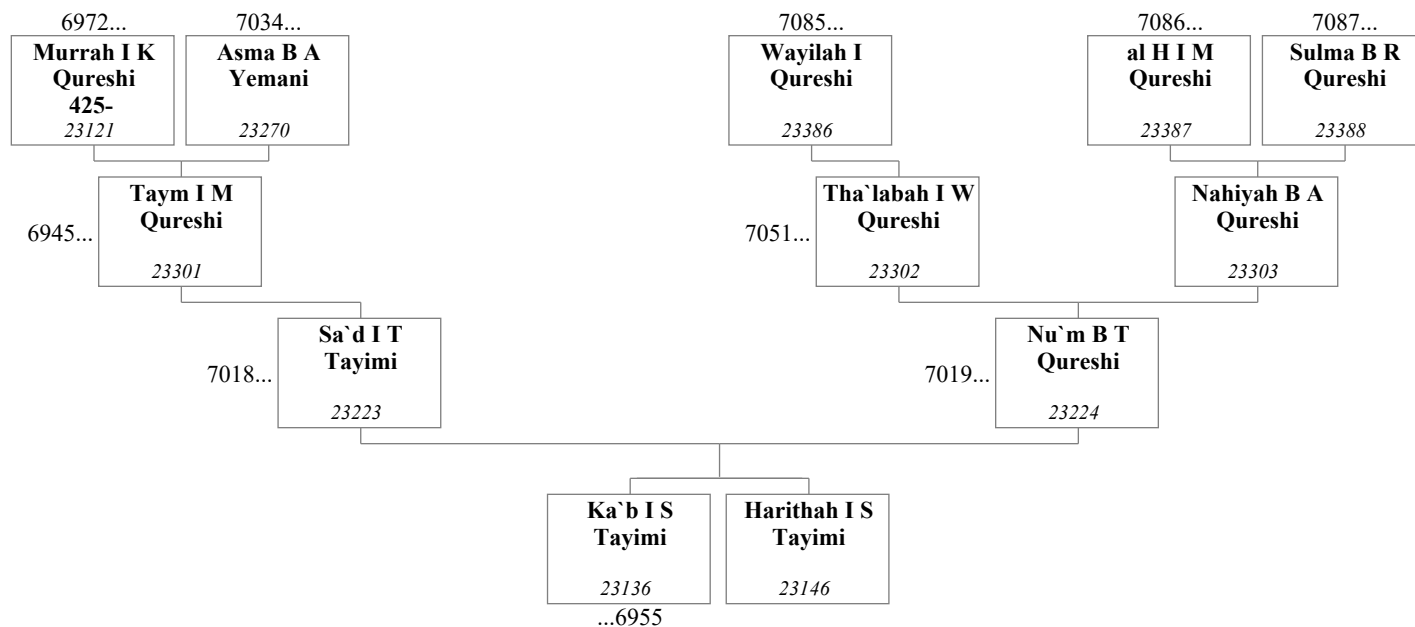 6972...
7034...
7085...
7086...
7087...
Murrah I K
Qureshi
425-
23121
Asma B A
Yemani
23270
Wayilah I
Qureshi
23386
al H I M
Qureshi
23387
Sulma B R
Qureshi
23388
6945...
Taym I M
Qureshi
23301
7051...
Tha`labah I W
Qureshi
23302
Nahiyah B A
Qureshi
23303
7018...
Sa`d I T
Tayimi
23223
7019...
Nu`m B T
Qureshi
23224
Ka`b I S
Tayimi
23136
Harithah I S
Tayimi
23146
...6955